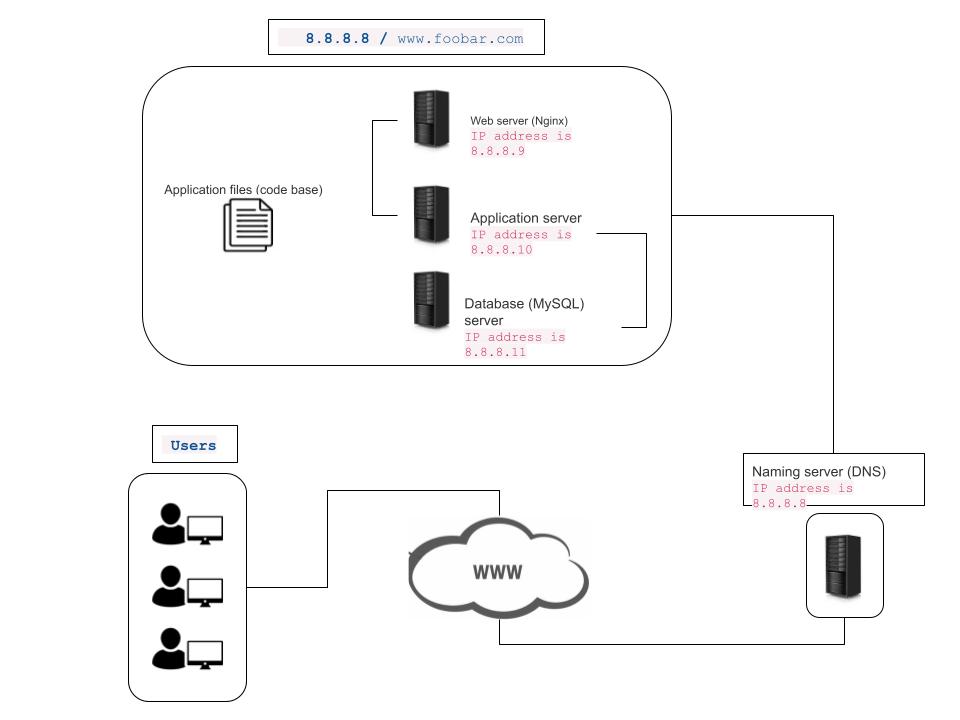 8.8.8.8 / www.foobar.com
Web server (Nginx)
IP address is
8.8.8.9
Application files (code base)
Application server
IP address is
8.8.8.10
Database (MySQL)
server
IP address is
8.8.8.11
Users
Naming server (DNS)
IP address is
8.8.8.8
WWW